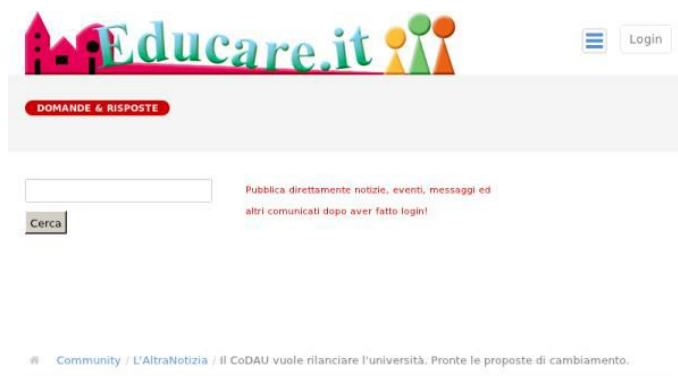 Educare.it
Login
DOMANDE & RISPOSTE
Pubblica direttamente notizie, eventi, messaggi ed
altri comunicati dopo aver fatto login!
Cerca
Community / L'AltraNotizia / Il CoDAU vuole rilanciare l'università. Pronte le proposte di cambiamento.